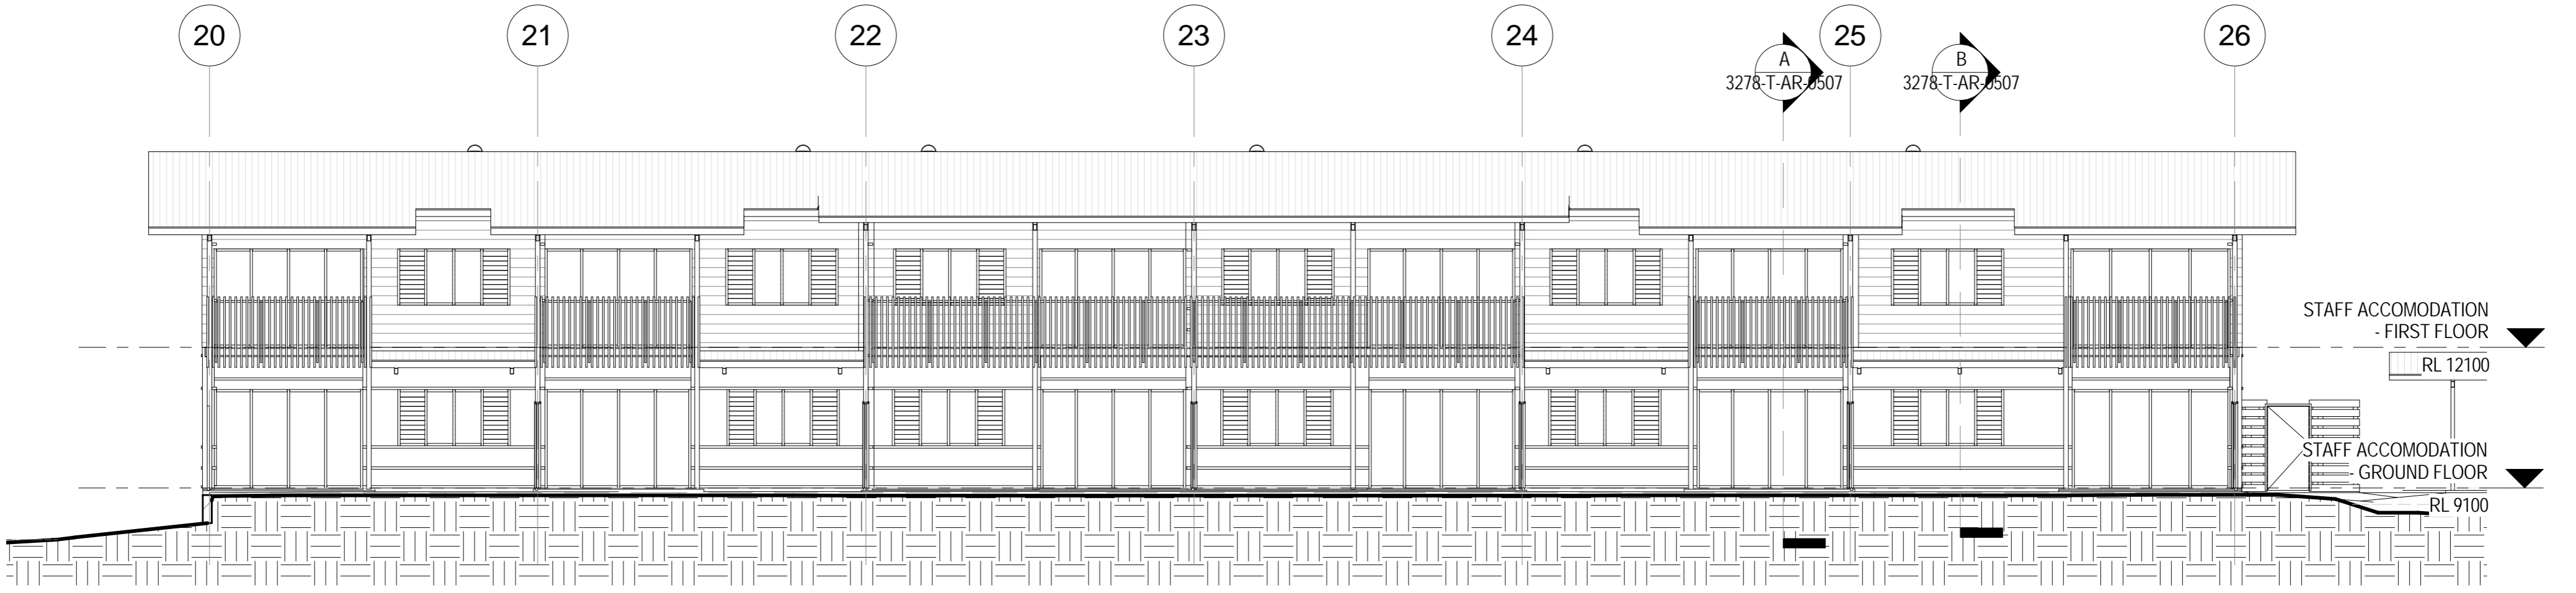 20
21
22
23
24
25
26
A
3278-T-AR-0507
B
3278-T-AR-0507
STAFF ACCOMODATION
- FIRST FLOOR
RL 12100
STAFF ACCOMODATION
- GROUND FLOOR
RL 9100